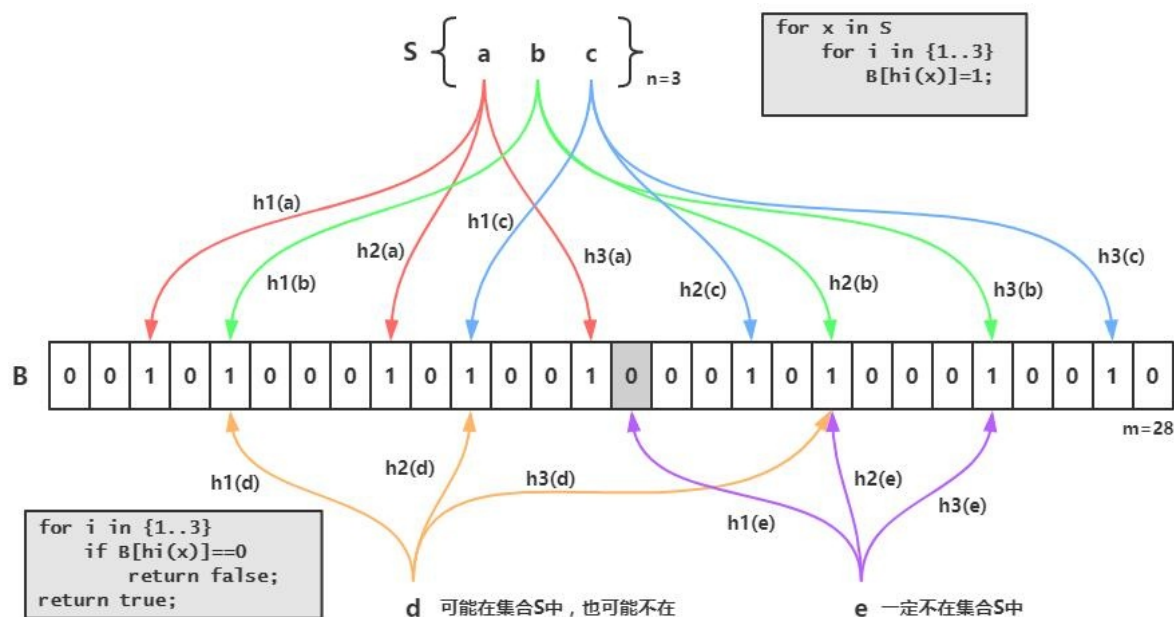 S { a b c } n=3
for x in S
for i in {1..3}
B[hi(x)]=1;
h1(a)
h1(b)
h2(a)
h1(c)
h3(a)
h2(c)
h2(b)
h3(b)
h3(c)
B 0 0 1 0 1 0 0 0 1 0 1 0 0 1 0 0 0 1 0 1 0 0 0 1 0 0 1 0
m=28
h1(d)
h2(d)
h3(d)
h1(e)
h2(e)
h3(e)
for i in {1..3}
if B[hi(x)]==0
return false;
return true;
d 可能在集合S中，也可能不在
e 一定不在集合S中